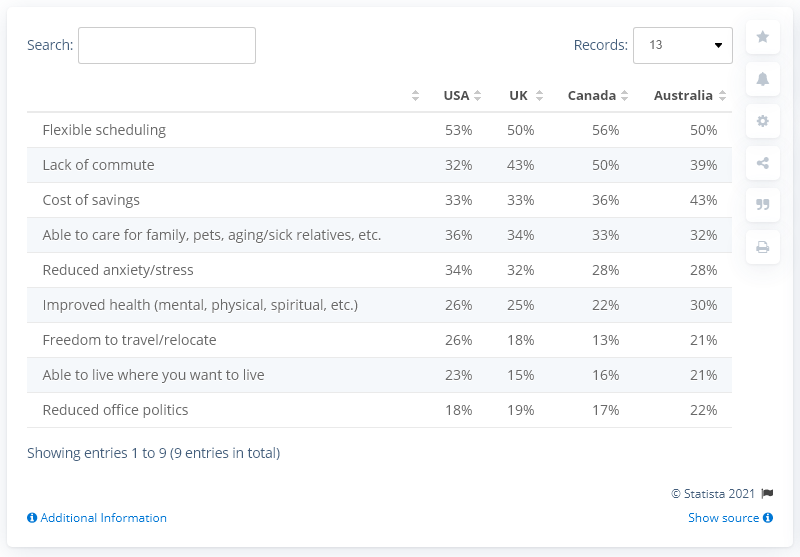 Search: Records: 13
USA UK Canada Australia
Flexible scheduling 53% 50% 56% 50%
Lack of commute 32% 43% 50% 39%
Cost of savings 33% 33% 36% 43%
Able to care for family, pets, aging/sick relatives, etc. 36% 34% 33% 32%
Reduced anxiety/stress 34% 32% 28% 28%
Improved health (mental, physical, spiritual, etc.) 26% 25% 22% 30%
Freedom to travel/relocate 26% 18% 13% 21%
Able to live where you want to live 23% 15% 16% 21%
Reduced office politics 18% 19% 17% 22%
Showing entries 1 to 9 (9 entries in total)
© Statista 2021
Additional Information Show source